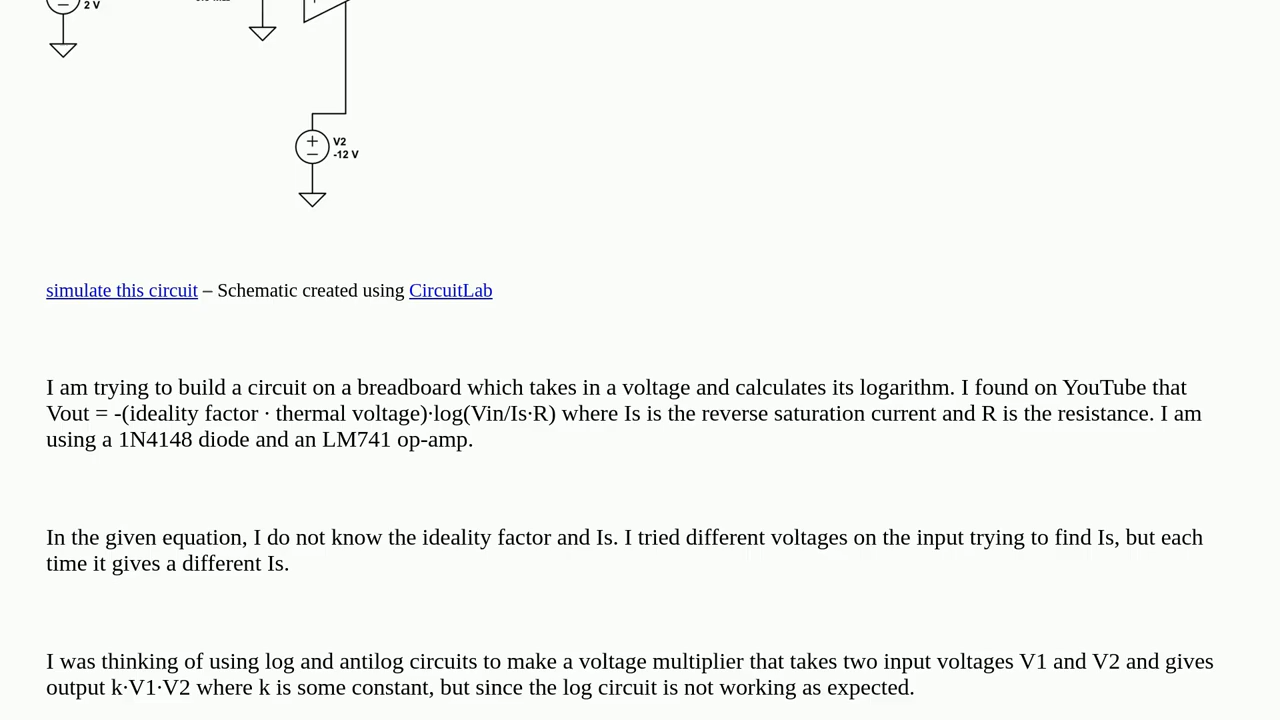 2 V
V2
-12 V
simulate this circuit – Schematic created using CircuitLab
I am trying to build a circuit on a breadboard which takes in a voltage and calculates its logarithm. I found on YouTube that
Vout = -(ideality factor · thermal voltage)·log(Vin/Is·R) where Is is the reverse saturation current and R is the resistance. I am
using a 1N4148 diode and an LM741 op-amp.
In the given equation, I do not know the ideality factor and Is. I tried different voltages on the input trying to find Is, but each
time it gives a different Is.
I was thinking of using log and antilog circuits to make a voltage multiplier that takes two input voltages V1 and V2 and gives
output k·V1·V2 where k is some constant, but since the log circuit is not working as expected.